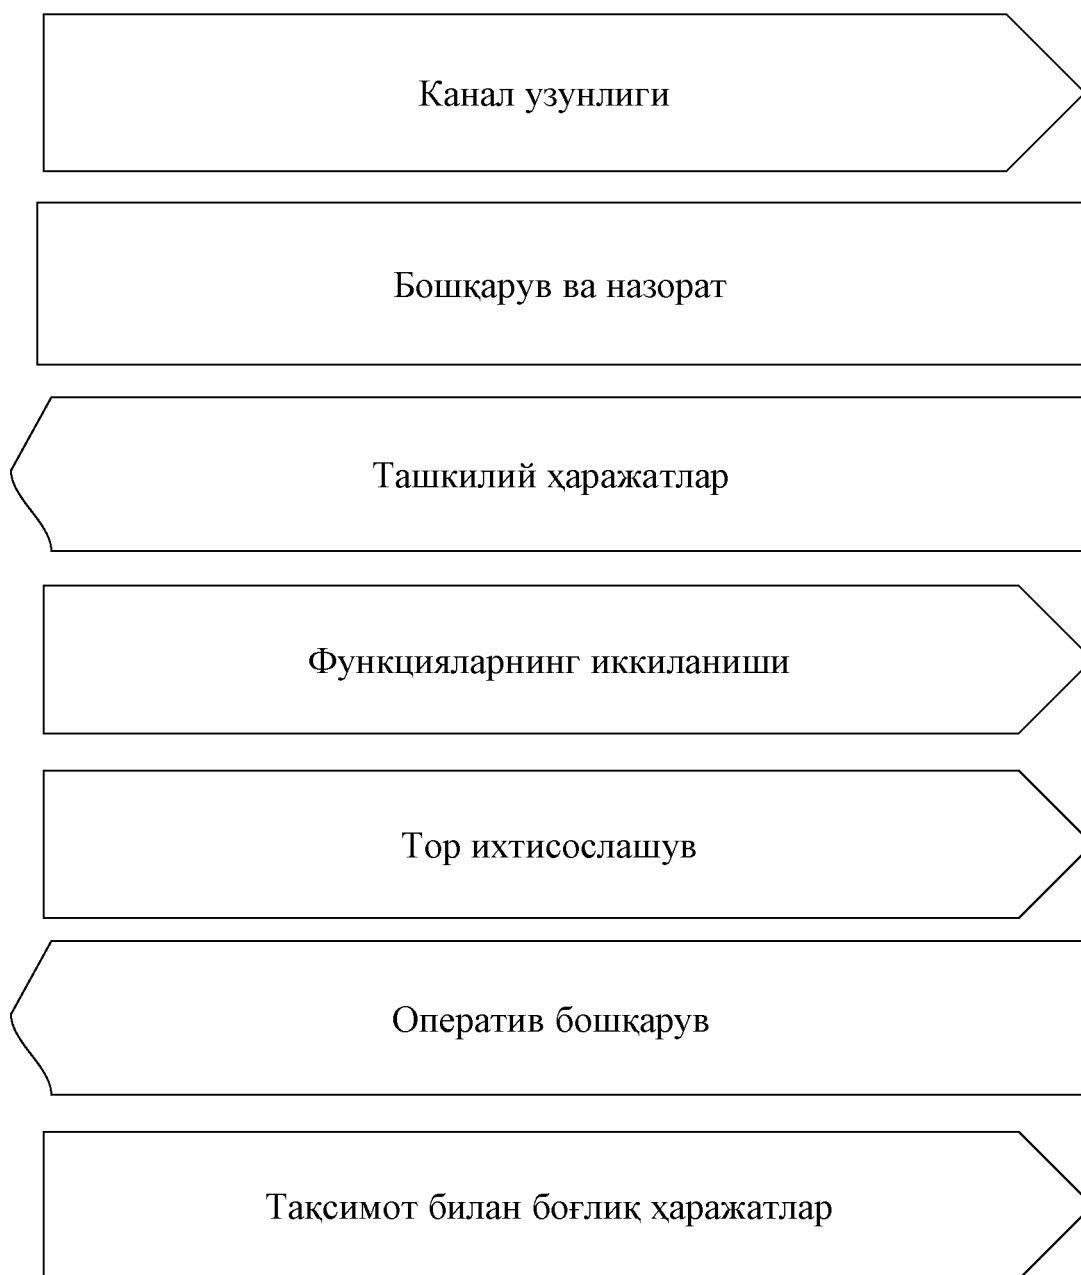 Канал узунлиги
Бошқарув ва назорат
Ташкилий ҳаражатлар
Функцияларнинг иккиланиши
Тор ихтисослашув
Оператив бошқарув
Тақсимот билан боғлиқ ҳаражатлар